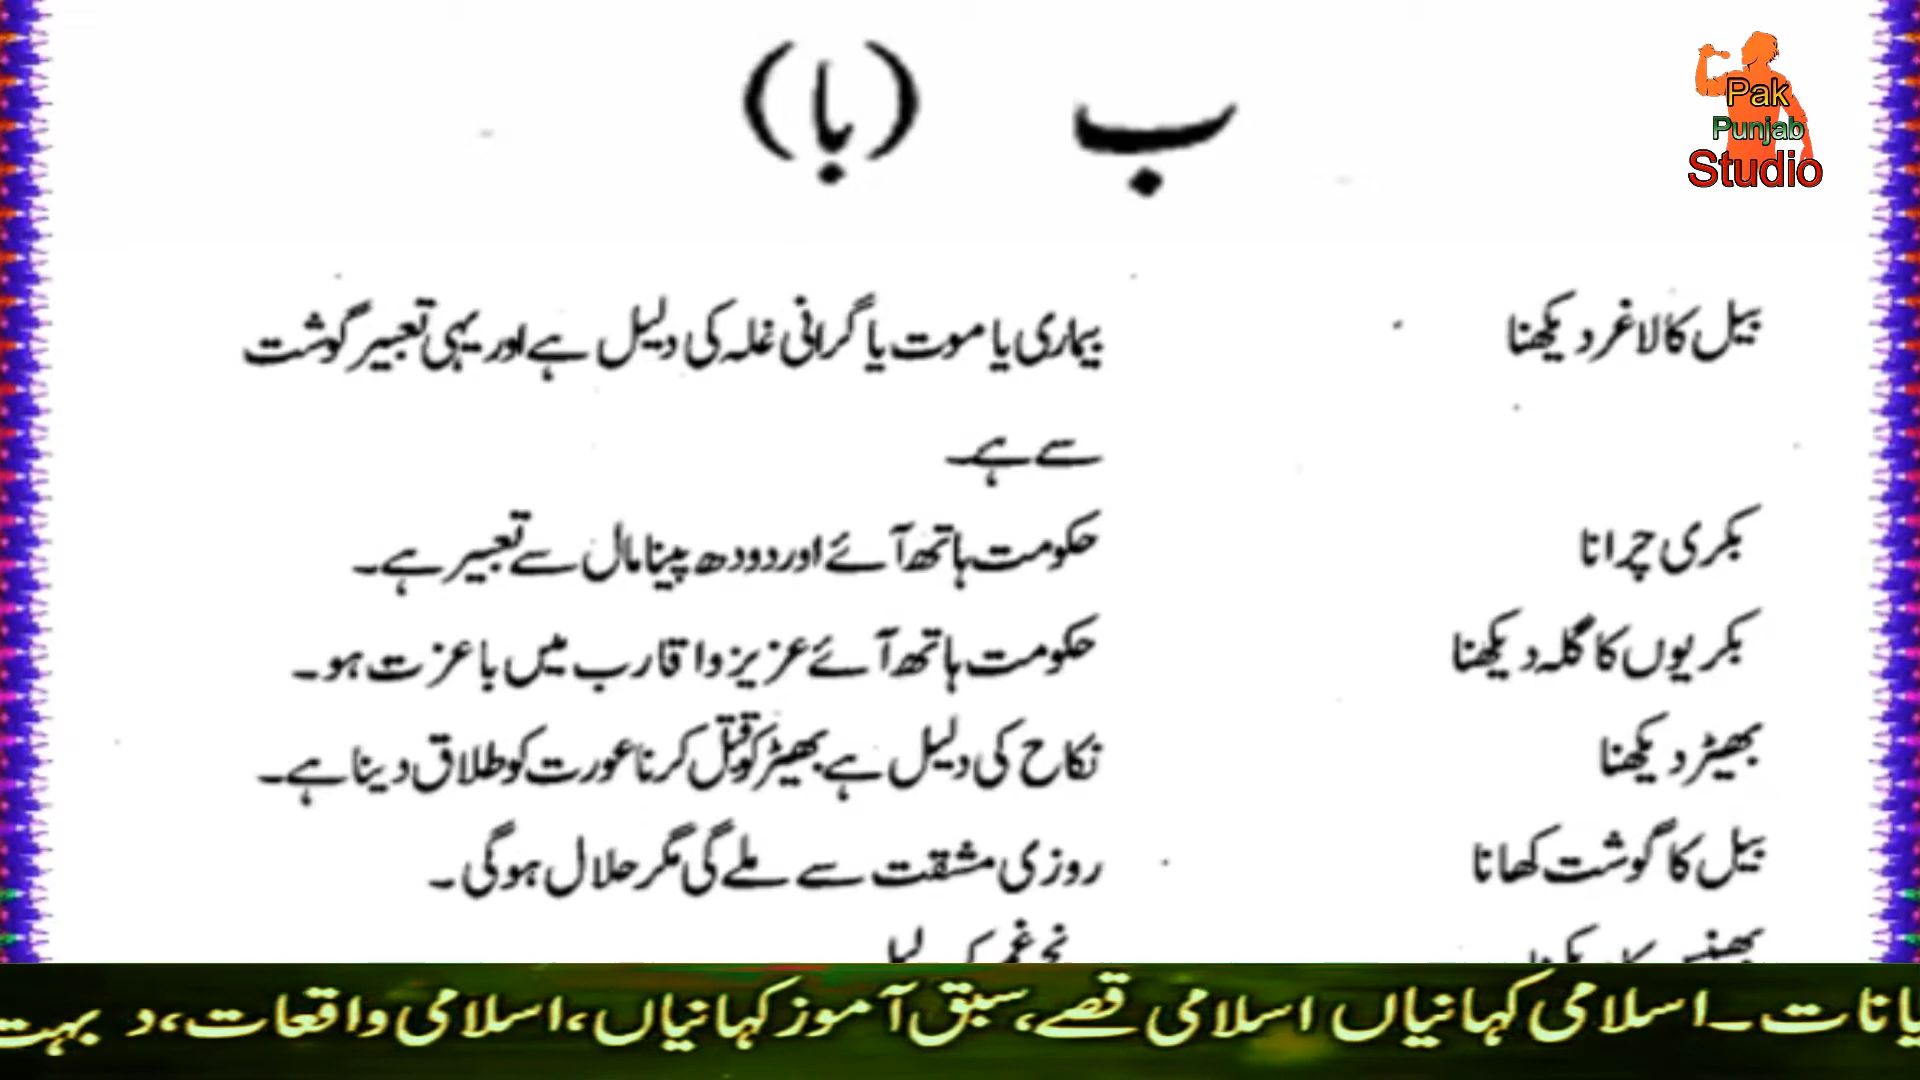 ب (با)
Pak
Punjab
Studio
بیل کا لاغر دیکھنا بیماری یا موت یا گرانی غلہ کی دلیل ہے اور یہی تعبیر گوشت
سے ہے۔
بکری چرانا حکومت ہاتھ آئے اور دودھ پینا مال سے تعبیر ہے۔
بکریوں کا گلہ دیکھنا حکومت ہاتھ آئے عزیز واقارب میں با عزت ہو۔
بھیڑ دیکھنا نکاح کی دلیل ہے بھیڑ کو قتل کرنا عورت کو طلاق دینا ہے۔
بیل کا گوشت کھانا روزی مشقت سے ملے گی مگر حلال ہوگی۔
یانات۔اسلامی کہانیاں اسلامی قصے،سبق آموز کہانیاں،اسلامی واقعات،د بہت